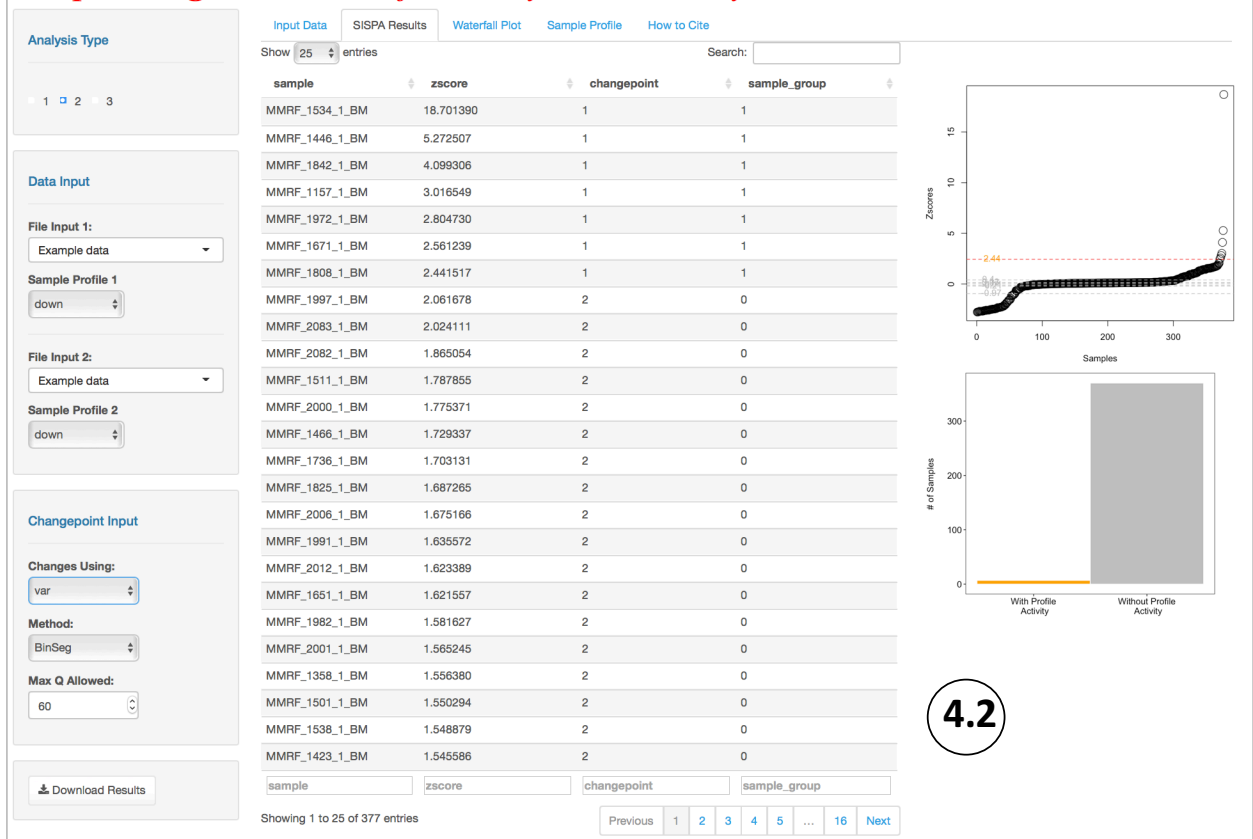 Analysis Type
1 2 3
Data Input
File Input 1:
Example data
Sample Profile 1
down
File Input 2:
Example data
Sample Profile 2
down
Changepoint Input
Changes Using:
var
Method:
BinSeg
Max Q Allowed:
60
Download Results
Input Data SISPA Results Waterfall Plot Sample Profile How to Cite
Show 25 entries Search:
sample zscore changepoint sample_group
MMRF_1534_1_BM 18.701390 1 1
MMRF_1446_1_BM 5.272507 1 1
MMRF_1842_1_BM 4.099306 1 1
MMRF_1157_1_BM 3.016549 1 1
MMRF_1972_1_BM 2.804730 1 1
MMRF_1671_1_BM 2.561239 1 1
MMRF_1808_1_BM 2.441517 1 1
MMRF_1997_1_BM 2.061678 2 0
MMRF_2083_1_BM 2.024111 2 0
MMRF_2082_1_BM 1.865054 2 0
MMRF_1511_1_BM 1.787855 2 0
MMRF_2000_1_BM 1.775371 2 0
MMRF_1466_1_BM 1.729337 2 0
MMRF_1736_1_BM 1.703131 2 0
MMRF_1825_1_BM 1.687265 2 0
MMRF_2006_1_BM 1.675166 2 0
MMRF_1991_1_BM 1.635572 2 0
MMRF_2012_1_BM 1.623389 2 0
MMRF_1651_1_BM 1.621557 2 0
MMRF_1982_1_BM 1.581627 2 0
MMRF_2001_1_BM 1.565245 2 0
MMRF_1358_1_BM 1.556380 2 0
MMRF_1501_1_BM 1.550294 2 0
MMRF_1538_1_BM 1.548879 2 0
MMRF_1423_1_BM 1.545586 2 0
sample zscore changepoint sample_group
Showing 1 to 25 of 377 entries
Previous 1 2 3 4 5 ... 16 Next
Zscores
15
10
5
0
2.44
0 100 200 300
Samples
# of Samples
300
200
100
0
With Profile Without Profile
Activity Activity
4.2